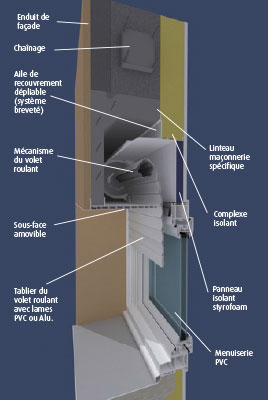 Enduit de
façade
Chaînage
Aile de
recouvrement
dépliable
(système
breveté)
Mécanisme
du volet
roulant
Sous-face
amovible
Tablier du
volet roulant
avec lames
PVC ou Alu.
Linteau
maçonnerie
spécifique
Complexe
isolant
Panneau
isolant
styrofoam
Menuiserie
PVC